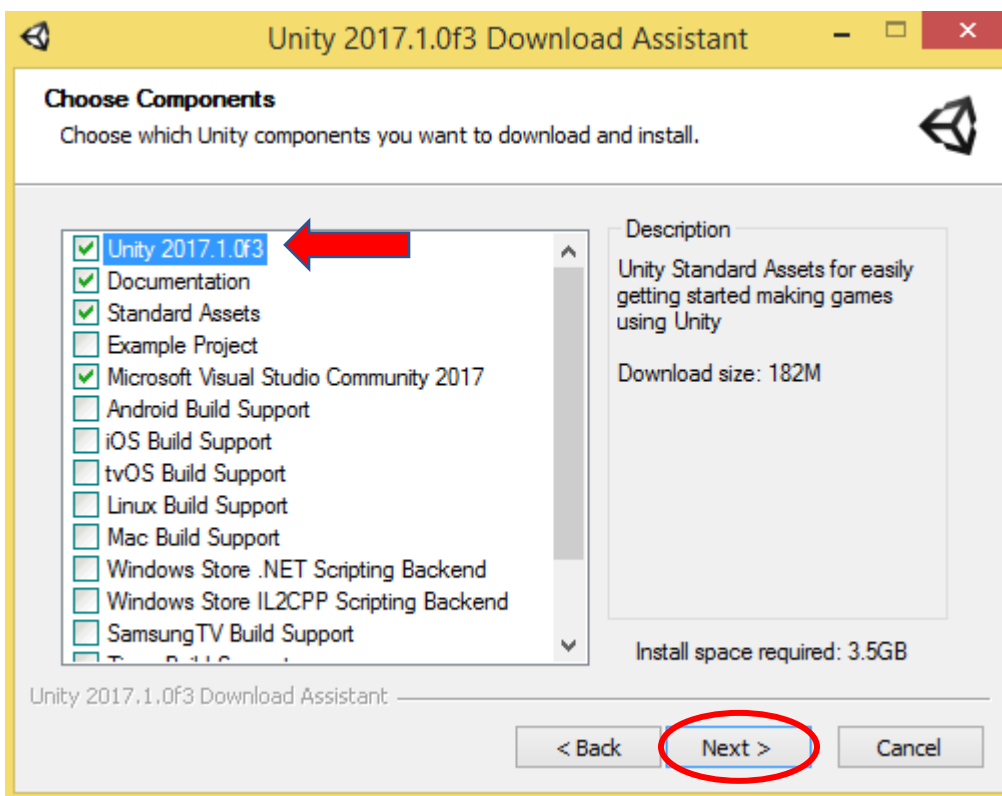 Unity 2017.1.0f3 Download Assistant
Choose Components
Choose which Unity components you want to download and install.
Unity 2017.1.0f3
Documentation
Standard Assets
Example Project
Microsoft Visual Studio Community 2017
Android Build Support
iOS Build Support
tvOS Build Support
Linux Build Support
Mac Build Support
Windows Store .NET Scripting Backend
Windows Store IL2CPP Scripting Backend
SamsungTV Build Support
Description
Unity Standard Assets for easily
getting started making games
using Unity
Download size: 182M
Install space required: 3.5GB
Unity 2017.1.0f3 Download Assistant
< Back
Next >
Cancel